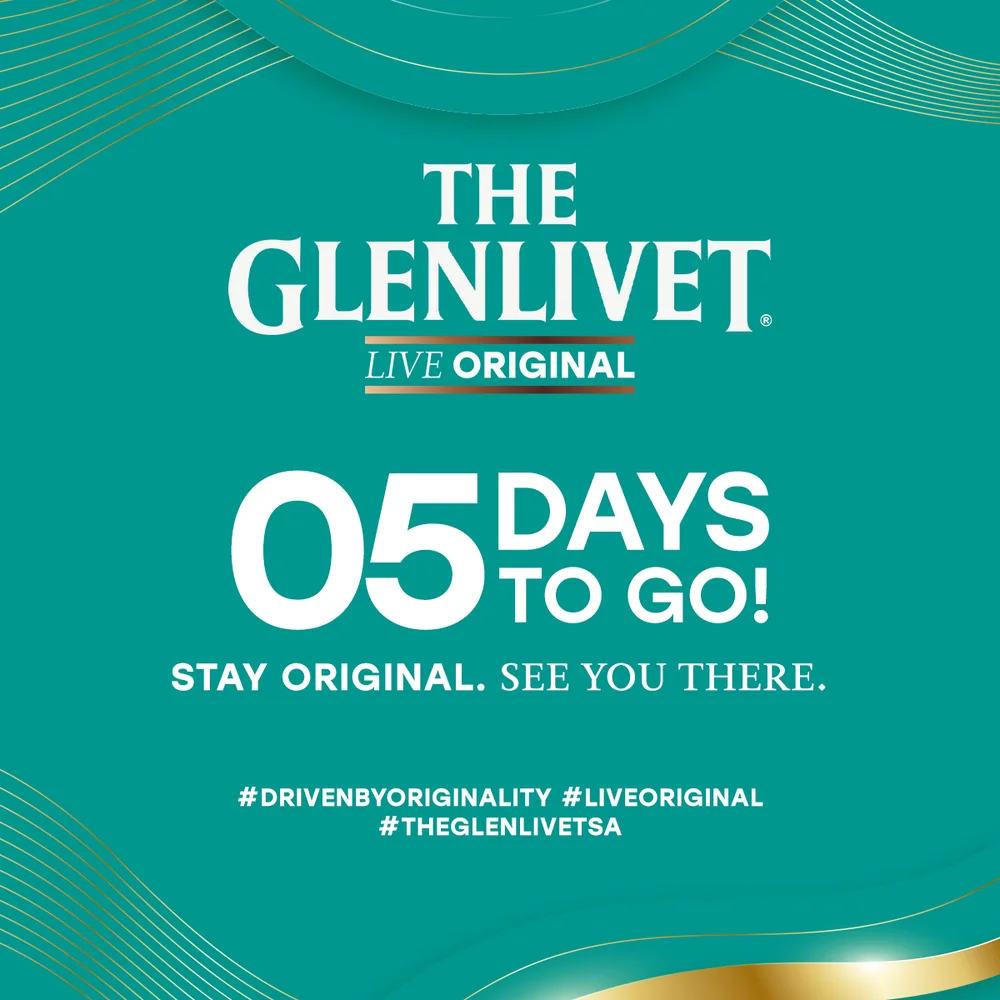 THE
GLENLIVET®
LIVE ORIGINAL
05 DAYS
TO GO!
STAY ORIGINAL. SEE YOU THERE.
#DRIVENBYORIGINALITY #LIVEORIGINAL
#THEGLENLIVETSA